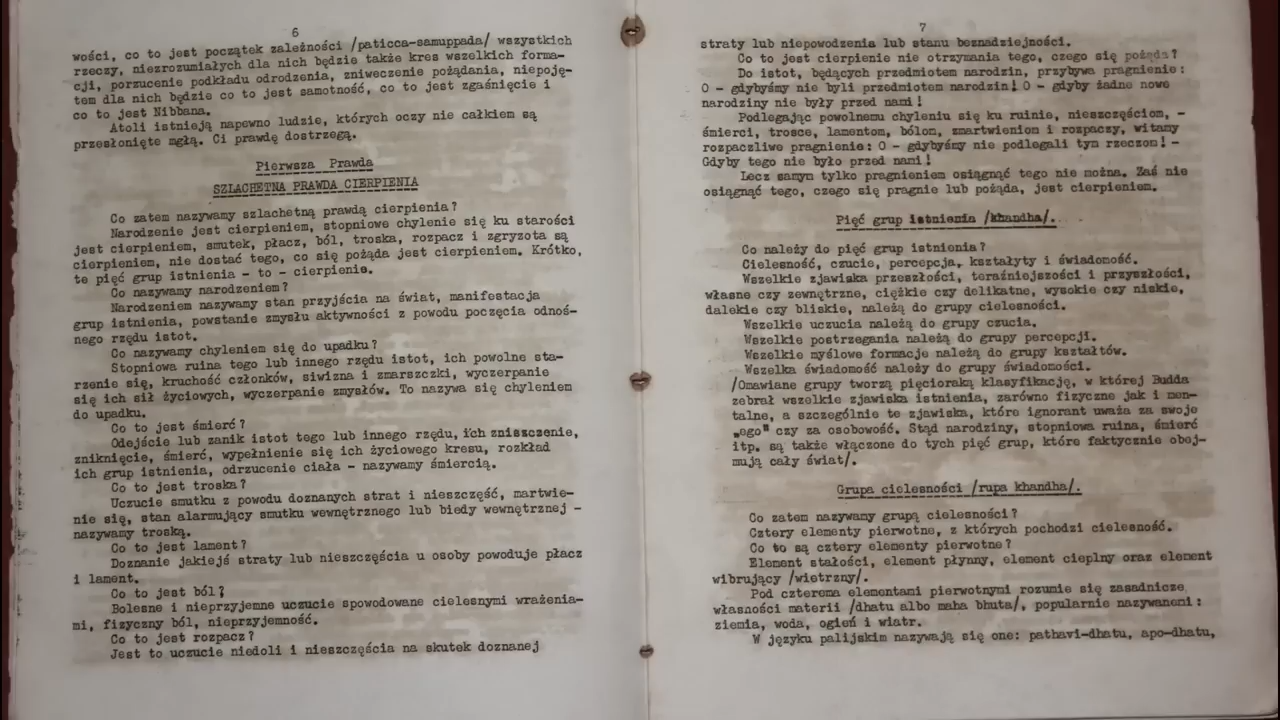 6
wości, co to jest początek zależności /paticca-samuppada/ wszystkich
rzeczy, niezrozumiałych dla nich będzie także kres wszelkich forma-
cji, porzucenie podkładu odrodzenia, zniweczenie pożądania, niepoję-
tem dla nich będzie co to jest samotność, co to jest zgaśnięcie i
co to jest Nibbana.
Atoli istnieją napewno ludzie, których oczy nie całkiem są
przesłonięte mgłą. Ci prawdę dostrzegą.
Pierwsza Prawda
SZLACHETNA PRAWDA CIERPIENIA
Co zatem nazywamy szlachetną prawdą cierpienia?
Narodzenie jest cierpieniem, stopniowe chylenie się ku starości
jest cierpieniem, smutek, płacz, ból, troska, rozpacz i zgryzota są
cierpieniem, nie dostać tego, co się pożąda jest cierpieniem. Krótko,
te pięć grup istnienia - to - cierpienie.
Co nazywamy narodzeniem?
Narodzeniem nazywamy stan przyjścia na świat, manifestacja
grup istnienia, powstanie zmysłu aktywności z powodu poczęcia odnoś-
nego rzędu istot.
Co nazywamy chyleniem się do upadku?
Stopniowa ruina tego lub innego rzędu istot, ich powolne sta-
rzenie się, kruchość członków, siwizna i zmarszczki, wyczerpanie
się ich sił życiowych, wyczerpanie zmysłów. To nazywa się chyleniem
do upadku.
Co to jest śmierć?
Odejście lub zanik istot tego lub innego rzędu, ich zniszczenie,
zniknięcie, śmierć, wypełnienie się ich życiowego kresu, rozkład
ich grup istnienia, odrzucenie ciała - nazywamy śmiercią.
Co to jest troska?
Uczucie smutku z powodu doznanych strat i nieszczęść, martwie-
nie się, stan alarmujący smutku wewnętrznego lub biedy wewnętrznej -
nazywamy troską.
Co to jest lament?
Doznanie jakiejś straty lub nieszczęścia u osoby powoduje płacz
i lament.
Co to jest ból?
Bolesne i nieprzyjemne uczucie spowodowane cielesnymi wrażenia-
mi, fizyczny ból, nieprzyjemność.
Co to jest rozpacz?
Jest to uczucie niedoli i nieszczęścia na skutek doznanej
7
straty lub niepowodzenia lub stanu beznadziejności.
Co to jest cierpienie nie otrzymania tego, czego się pożąda?
Do istot, będących przedmiotem narodzin, przybywa pragnienie:
O - gdybyśmy nie byli przedmiotem narodzin! O - gdyby żadne nowe
narodziny nie były przed nami!
Podlegając powolnemu chyleniu się ku ruinie, nieszczęściom, -
śmierci, trosce, lamentom, bólom, zmartwieniom i rozpaczy, witamy
rozpaczliwe pragnienie: O - gdybyśmy nie podlegali tym rzeczom! -
Gdyby tego nie było przed nami!
Lecz samym tylko pragnieniem osiągnąć tego nie można. Zaś nie
osiągnąć tego, czego się pragnie lub pożąda, jest cierpieniem.
Pięć grup istnienia /khandha/.
Co należy do pięć grup istnienia?
Cielesność, czucie, percepcja, kształty i świadomość.
Wszelkie zjawiska przeszłości, teraźniejszości i przyszłości,
własne czy zewnętrzne, ciężkie czy delikatne, wysokie czy niskie,
dalekie czy bliskie, należą do grupy cielesności.
Wszelkie uczucia należą do grupy czucia.
Wszelkie postrzegania należą do grupy percepcji.
Wszelkie myślowe formacje należą do grupy kształtów.
Wszelka świadomość należy do grupy świadomości.
/Omawiane grupy tworzą pięcioraką klasyfikację, w której Budda
zebrał wszelkie zjawiska istnienia, zarówno fizyczne jak i men-
talne, a szczególnie te zjawiska, które ignorant uważa za swoje
„ego" czy za osobowość. Stąd narodziny, stopniowa ruina, śmierć
itp. są także włączone do tych pięć grup, które faktycznie obej-
mują cały świat/.
Grupa cielesności /rupa khandha/.
Co zatem nazywamy grupą cielesności?
Cztery elementy pierwotne, z których pochodzi cielesność.
Co to są cztery elementy pierwotne?
Element stałości, element płynny, element cieplny oraz element
wibrujący /wietrzny/.
Pod czterema elementami pierwotnymi rozumie się zasadnicze
własności materii /dhatu albo maha bhuta/, popularnie nazywanemi:
ziemia, woda, ogień i wiatr.
W języku palijskim nazywają się one: pathavi-dhatu, apo-dhatu,